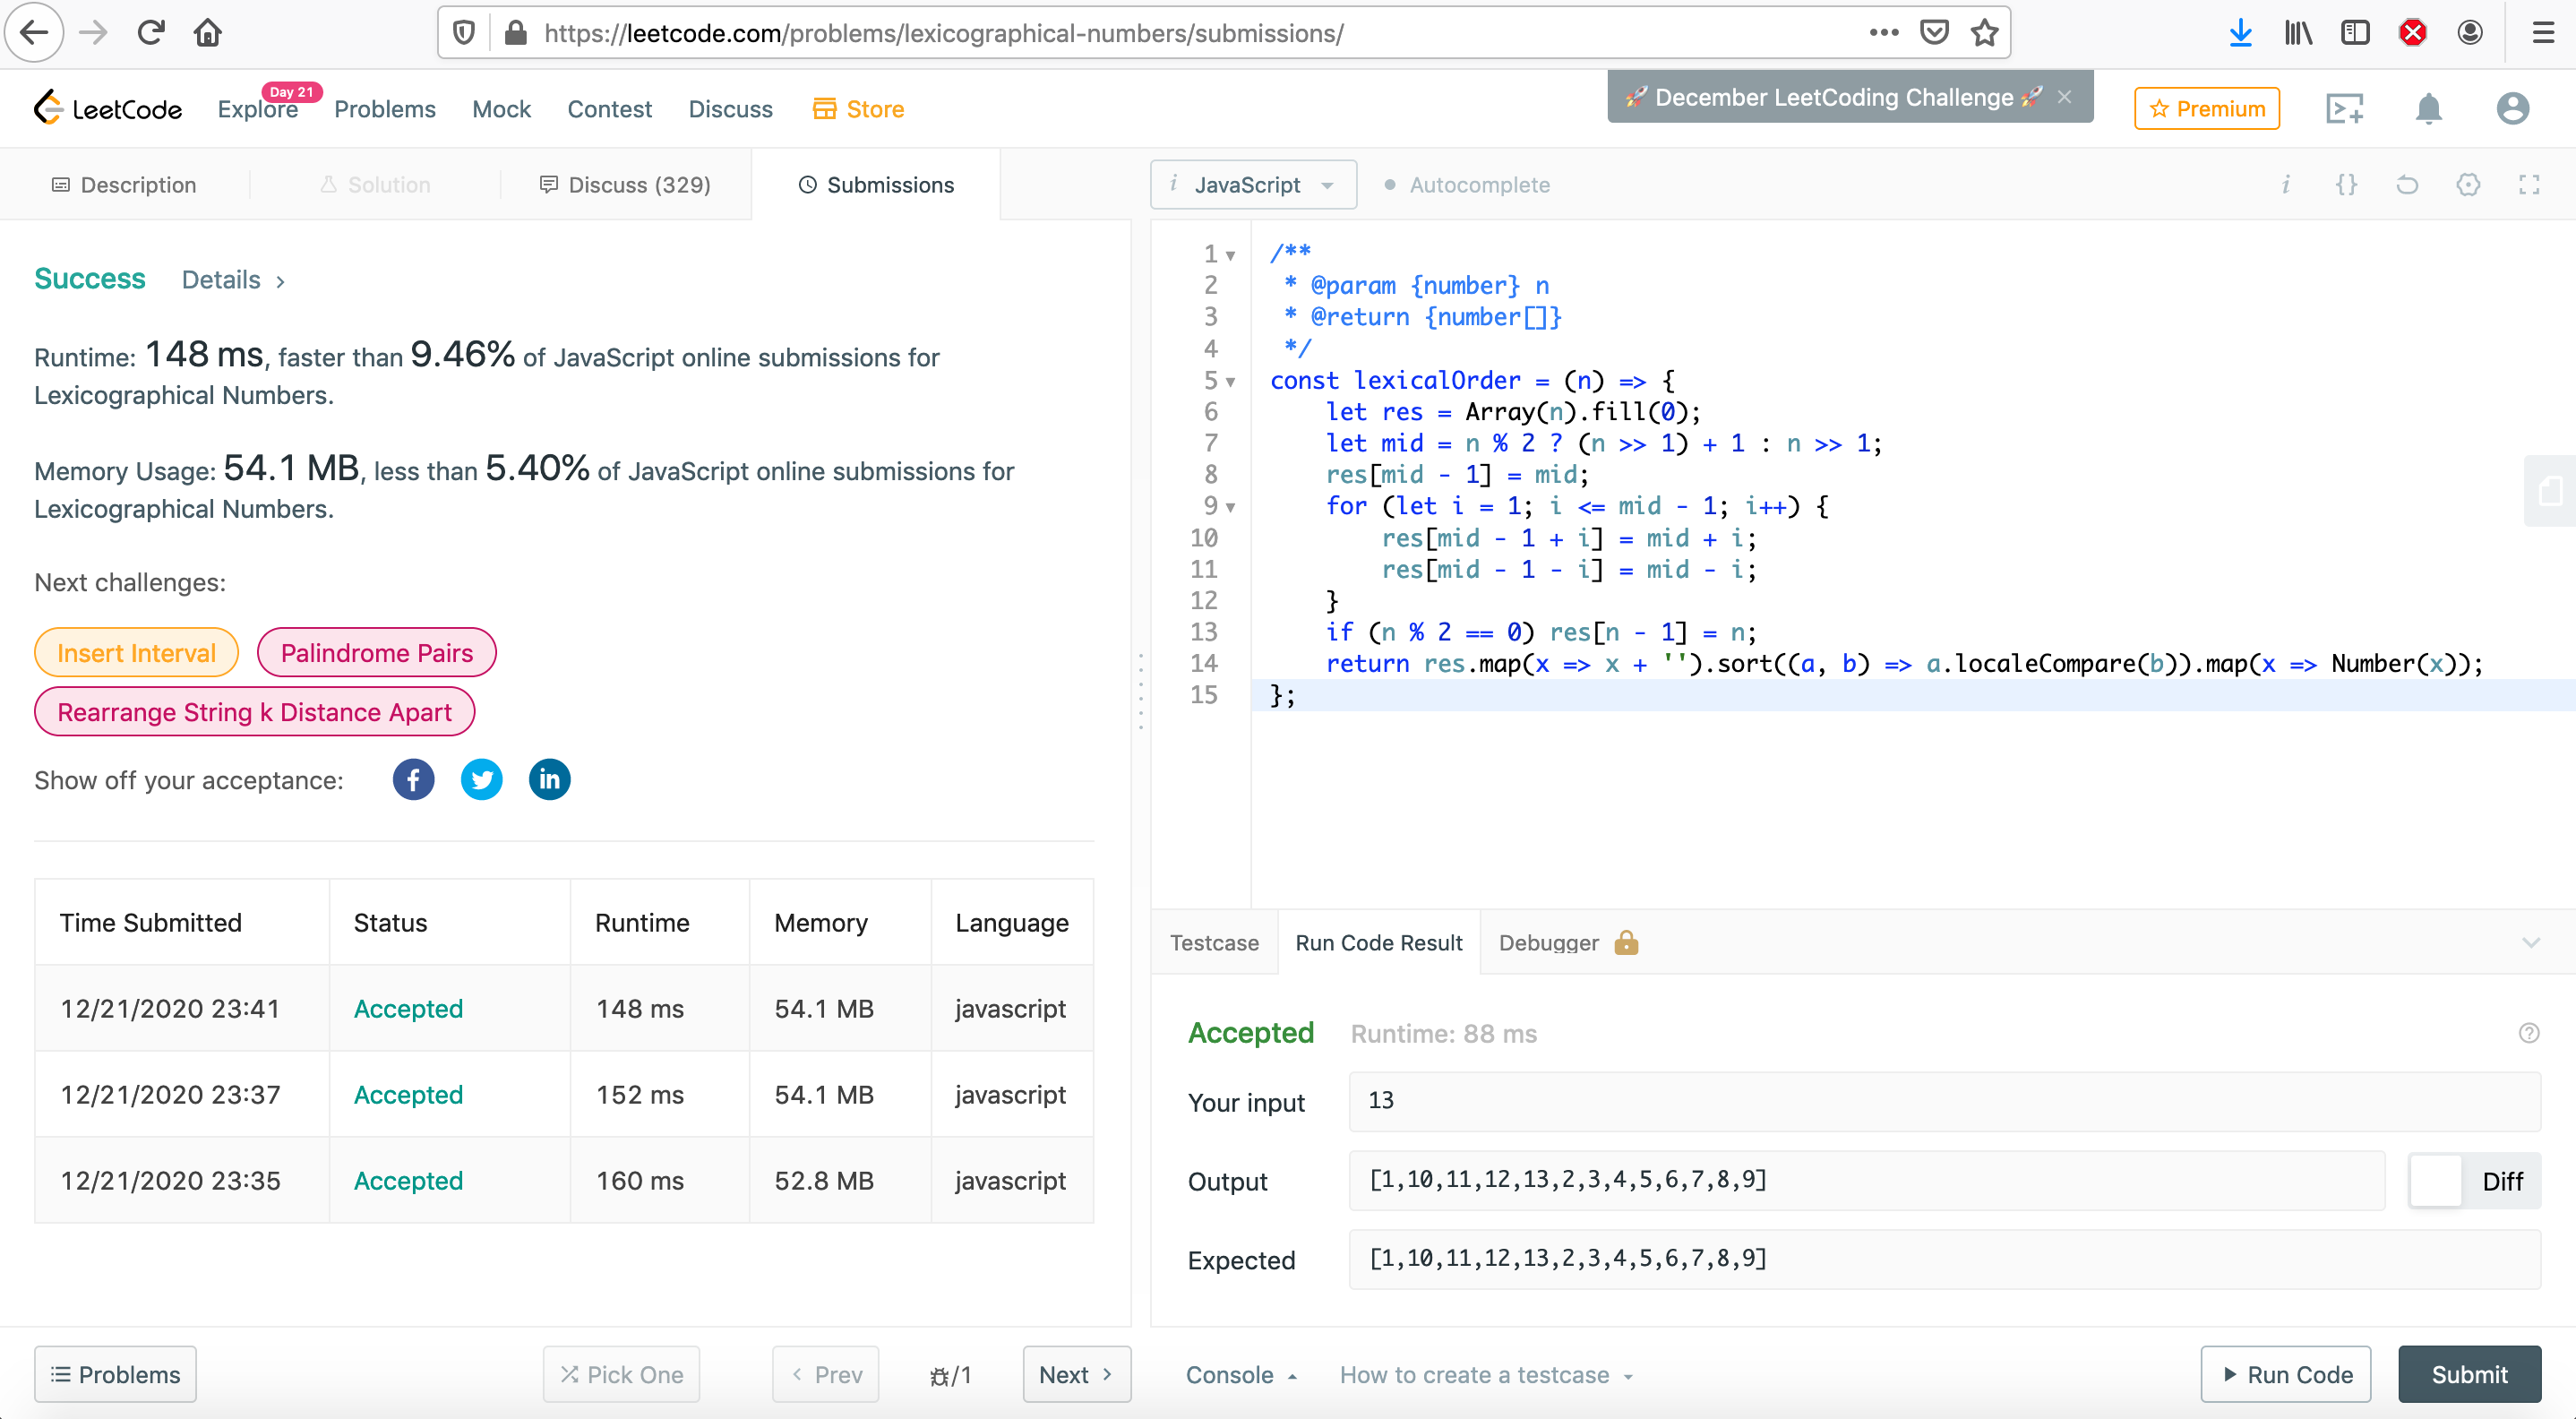 https://leetcode.com/problems/lexicographical-numbers/submissions/
LeetCode
Explore
Day 21
Problems
Mock
Contest
Discuss
Store
🚀 December LeetCoding Challenge 🚀 ×
Premium
Description
Solution
Discuss (329)
Submissions
Success
Details >
Runtime: 148 ms, faster than 9.46% of JavaScript online submissions for
Lexicographical Numbers.
Memory Usage: 54.1 MB, less than 5.40% of JavaScript online submissions for
Lexicographical Numbers.
Next challenges:
Insert Interval
Palindrome Pairs
Rearrange String k Distance Apart
Show off your acceptance:
Time Submitted Status Runtime Memory Language
12/21/2020 23:41 Accepted 148 ms 54.1 MB javascript
12/21/2020 23:37 Accepted 152 ms 54.1 MB javascript
12/21/2020 23:35 Accepted 160 ms 52.8 MB javascript
Problems
Pick One
< Prev
/1
Next >
i JavaScript
Autocomplete
i {}
1 /**
2  * @param {number} n
3  * @return {number[]}
4  */
5 const lexicalOrder = (n) => {
6     let res = Array(n).fill(0);
7     let mid = n % 2 ? (n >> 1) + 1 : n >> 1;
8     res[mid - 1] = mid;
9     for (let i = 1; i <= mid - 1; i++) {
10         res[mid - 1 + i] = mid + i;
11         res[mid - 1 - i] = mid - i;
12     }
13     if (n % 2 == 0) res[n - 1] = n;
14     return res.map(x => x + '').sort((a, b) => a.localeCompare(b)).map(x => Number(x));
15 };
Testcase
Run Code Result
Debugger
Accepted
Runtime: 88 ms
Your input
13
Output
[1,10,11,12,13,2,3,4,5,6,7,8,9]
Diff
Expected
[1,10,11,12,13,2,3,4,5,6,7,8,9]
Console
How to create a testcase
Run Code
Submit